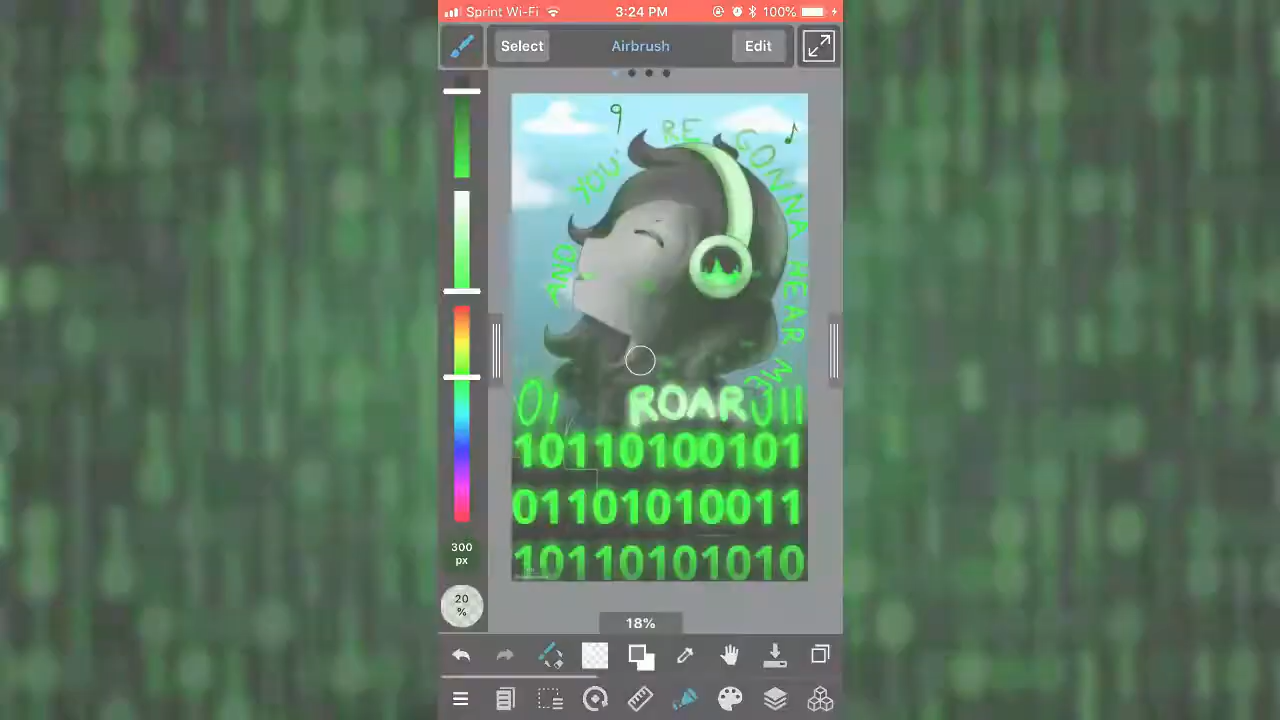 Sprint Wi-Fi 3:24 PM 100%
Select Airbrush Edit
AND YOU'RE GONNA HEAR ME
01 ROAR 011
10110100101
01101010011
10110101010
300
px
20
%
18%